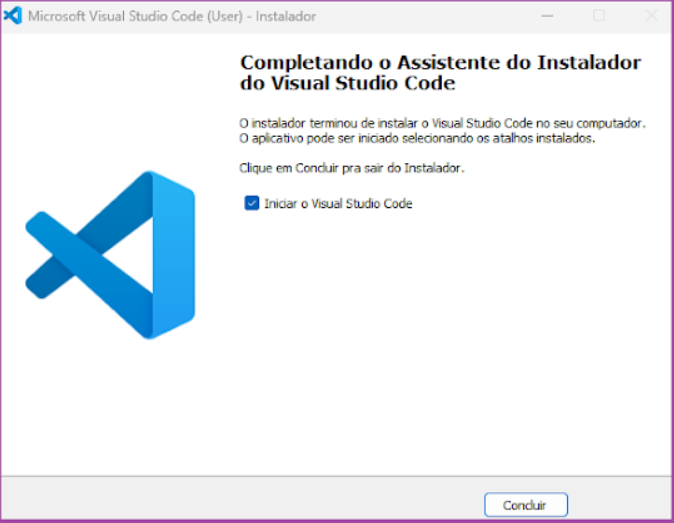 Microsoft Visual Studio Code (User) - Instalador
Completando o Assistente do Instalador
do Visual Studio Code
O instalador terminou de instalar o Visual Studio Code no seu computador.
O aplicativo pode ser iniciado selecionando os atalhos instalados.
Clique em Concluir pra sair do Instalador.
Iniciar o Visual Studio Code
Concluir